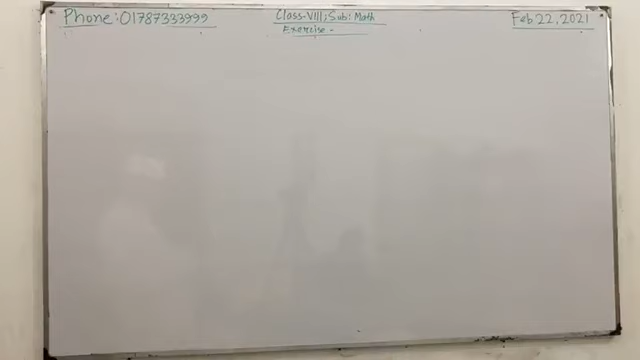 Phone: 01787333999
Class-VIII; Sub: Math
Exercise -
Feb 22, 2021